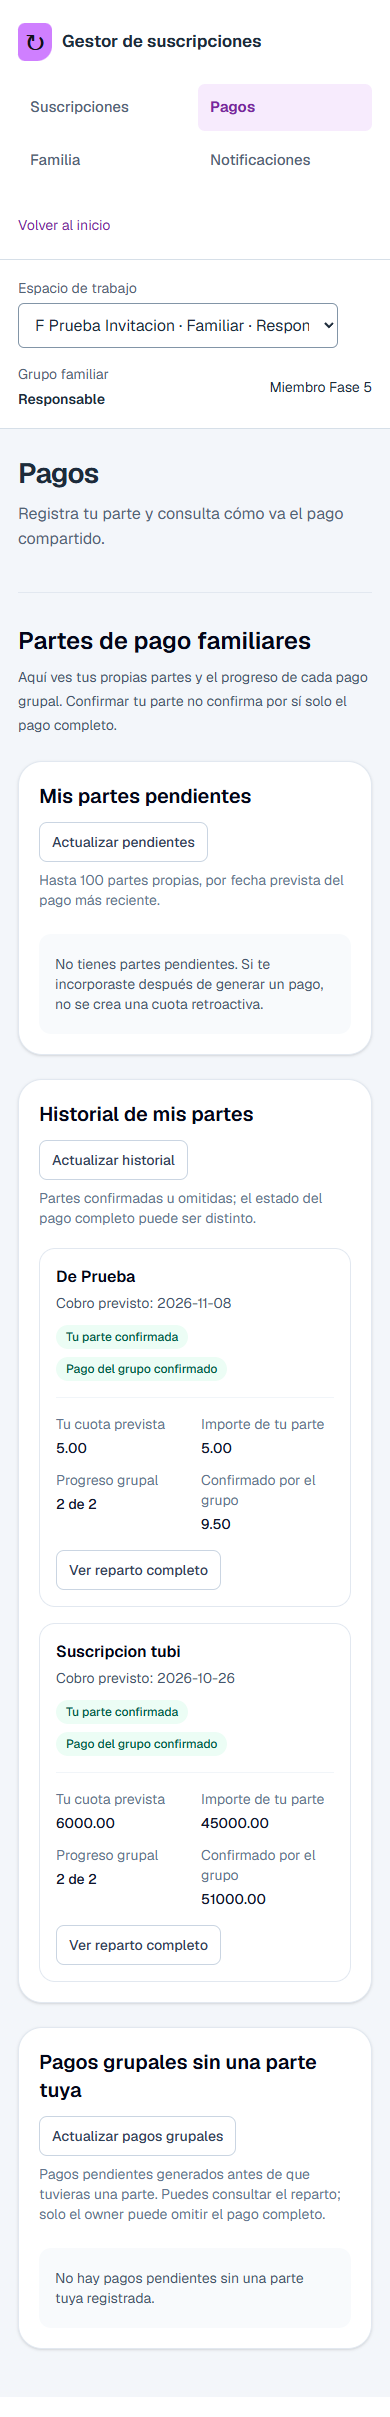 Gestor de suscripciones
Suscripciones
Pagos
Familia
Notificaciones
Volver al inicio
Espacio de trabajo
F Prueba Invitacion · Familiar · Respon
Grupo familiar
Responsable
Miembro Fase 5
Pagos
Registra tu parte y consulta cómo va el pago
compartido.
Partes de pago familiares
Aquí ves tus propias partes y el progreso de cada pago
grupal. Confirmar tu parte no confirma por sí solo el
pago completo.
Mis partes pendientes
Actualizar pendientes
Hasta 100 partes propias, por fecha prevista del
pago más reciente.
No tienes partes pendientes. Si te
incorporaste después de generar un pago,
no se crea una cuota retroactiva.
Historial de mis partes
Actualizar historial
Partes confirmadas u omitidas; el estado del
pago completo puede ser distinto.
De Prueba
Cobro previsto: 2026-11-08
Tu parte confirmada
Pago del grupo confirmado
Tu cuota prevista
5.00
Importe de tu parte
5.00
Progreso grupal
2 de 2
Confirmado por el
grupo
9.50
Ver reparto completo
Suscripcion tubi
Cobro previsto: 2026-10-26
Tu parte confirmada
Pago del grupo confirmado
Tu cuota prevista
6000.00
Importe de tu parte
45000.00
Progreso grupal
2 de 2
Confirmado por el
grupo
51000.00
Ver reparto completo
Pagos grupales sin una parte
tuya
Actualizar pagos grupales
Pagos pendientes generados antes de que
tuvieras una parte. Puedes consultar el reparto;
solo el owner puede omitir el pago completo.
No hay pagos pendientes sin una parte
tuya registrada.